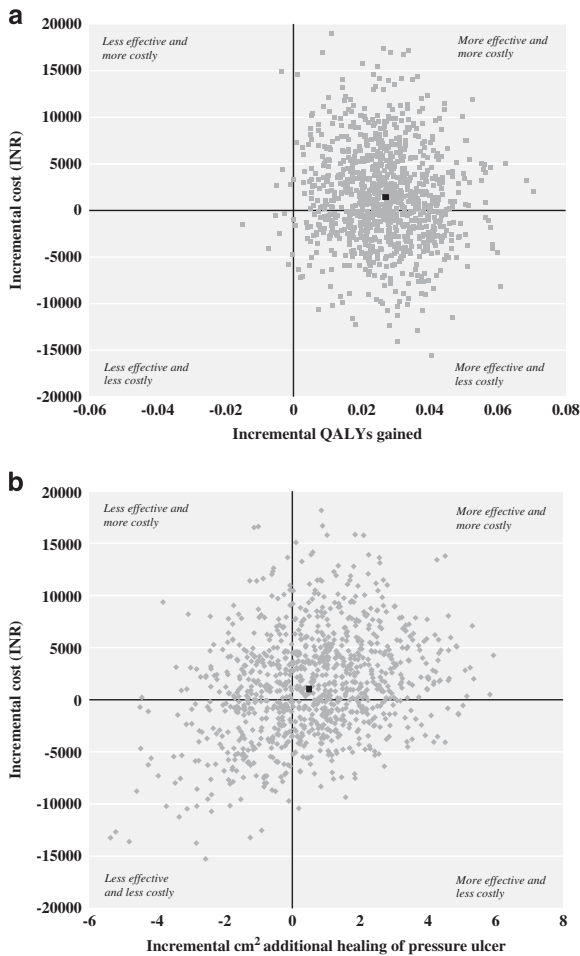 a
20000
Less effective and
more costly
More effective and
more costly
15000
10000
5000
0
-5000
-10000
-15000
-20000
Incremental cost (INR)
Less effective and
less costly
More effective and
less costly
-0.06 -0.04 -0.02 0 0.02 0.04 0.06 0.08
Incremental QALYs gained
b
20000
Less effective and
more costly
More effective and
more costly
15000
10000
5000
0
-5000
-10000
-15000
-20000
Incremental cost (INR)
Less effective
and less costly
More effective and
less costly
-6 -4 -2 0 2 4 6 8
Incremental cm² additional healing of pressure ulcer